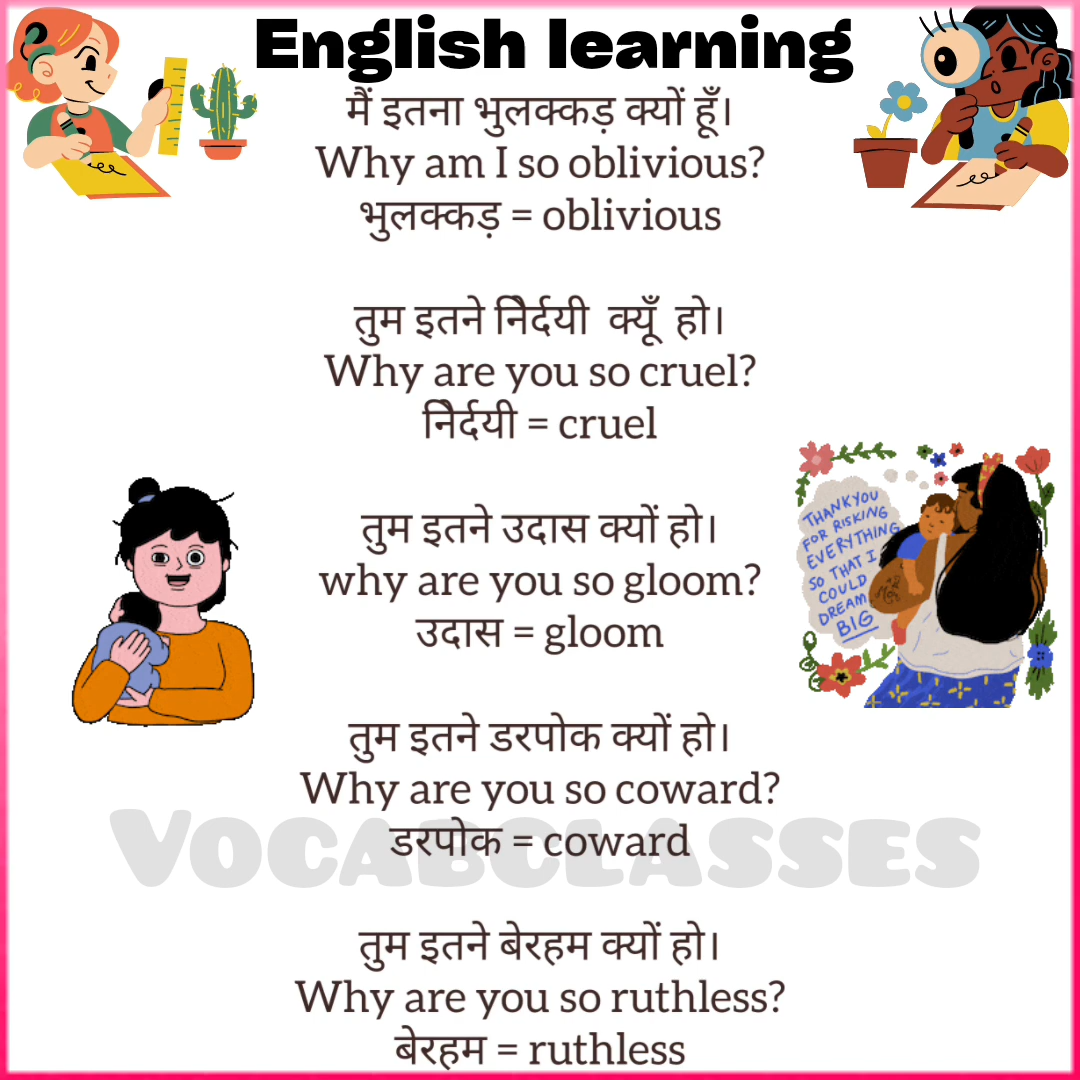 English learning
मैं इतना भुलक्कड़ क्यों हूँ।
Why am I so oblivious?
भुलक्कड़ = oblivious
तुम इतने निेर्दयी क्यूँ हो।
Why are you so cruel?
निेर्दयी = cruel
तुम इतने उदास क्यों हो।
why are you so gloom?
उदास = gloom
THANK YOU
FOR RISKING
EVERYTHING
SO THAT I
COULD
DREAM
BIG
तुम इतने डरपोक क्यों हो।
Why are you so coward?
डरपोक = coward
VOCABCLASSES
तुम इतने बेरहम क्यों हो।
Why are you so ruthless?
बेरहम = ruthless